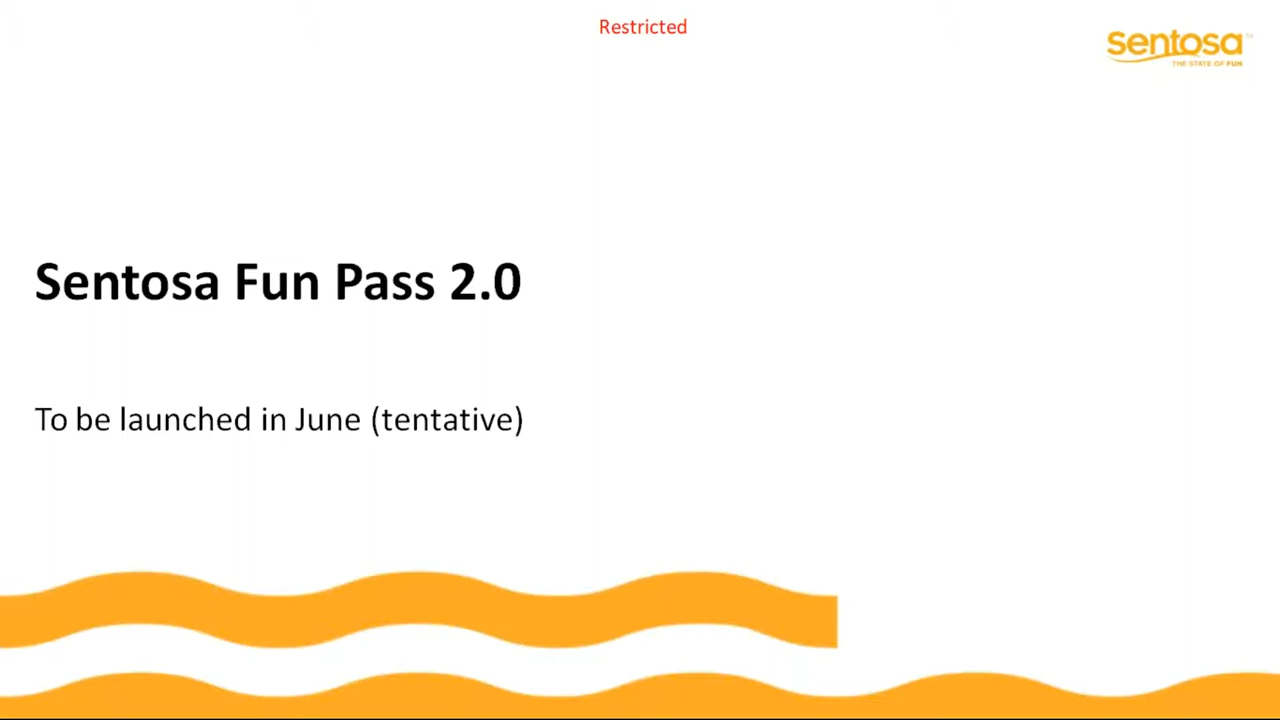 Restricted
Sentosa
THE STATE OF FUN
Sentosa Fun Pass 2.0
To be launched in June (tentative)